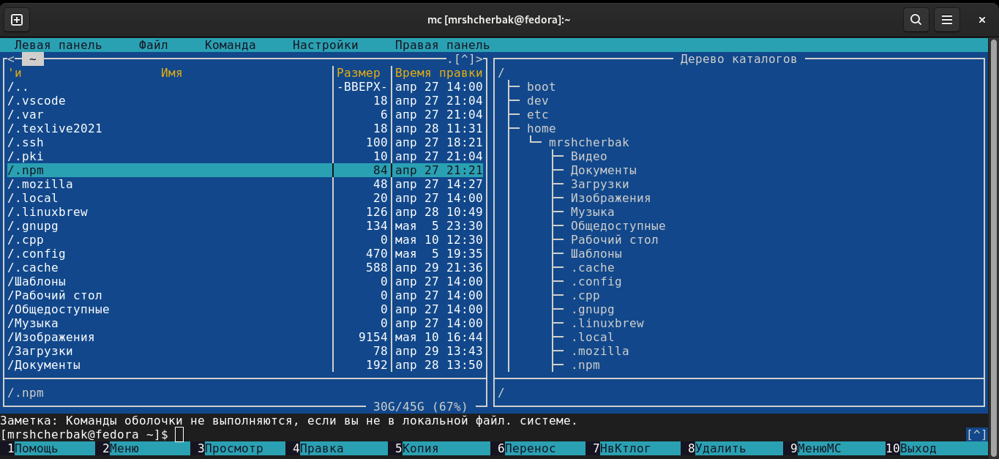 mc [mrshcherbak@fedora]:~
Левая панель Файл Команда Настройки Правая панель
<- ~ .[^]> Дерево каталогов
'и Имя Размер Время правки /
/.. -ВВЕРХ- апр 27 14:00 boot
/.vscode 18 апр 27 21:04 dev
/.var 6 апр 27 21:04 etc
/.texlive2021 18 апр 28 11:31 home
/.ssh 100 апр 27 18:21 mrshcherbak
/.pki 10 апр 27 21:04 Видео
/.npm 84 апр 27 21:21 Документы
/.mozilla 48 апр 27 14:27 Загрузки
/.local 20 апр 27 14:00 Изображения
/.linuxbrew 126 апр 28 10:49 Музыка
/.gnupg 134 мая 5 23:30 Общедоступные
/.cpp 0 мая 10 12:30 Рабочий стол
/.config 470 мая 5 19:35 Шаблоны
/.cache 588 апр 29 21:36 .cache
/Шаблоны 0 апр 27 14:00 .config
/Рабочий стол 0 апр 27 14:00 .cpp
/Общедоступные 0 апр 27 14:00 .gnupg
/Музыка 0 апр 27 14:00 .linuxbrew
/Изображения 9154 мая 10 16:44 .local
/Загрузки 78 апр 29 13:43 .mozilla
/Документы 192 апр 28 13:50 .npm
/.npm /
30G/45G (67%)
Заметка: Команды оболочки не выполняются, если вы не в локальной файл. системе.
[mrshcherbak@fedora ~]$ [^]
1Помощь 2Меню 3Просмотр 4Правка 5Копия 6Перенос 7НвКтлог 8Удалить 9МенюMC 10Выход